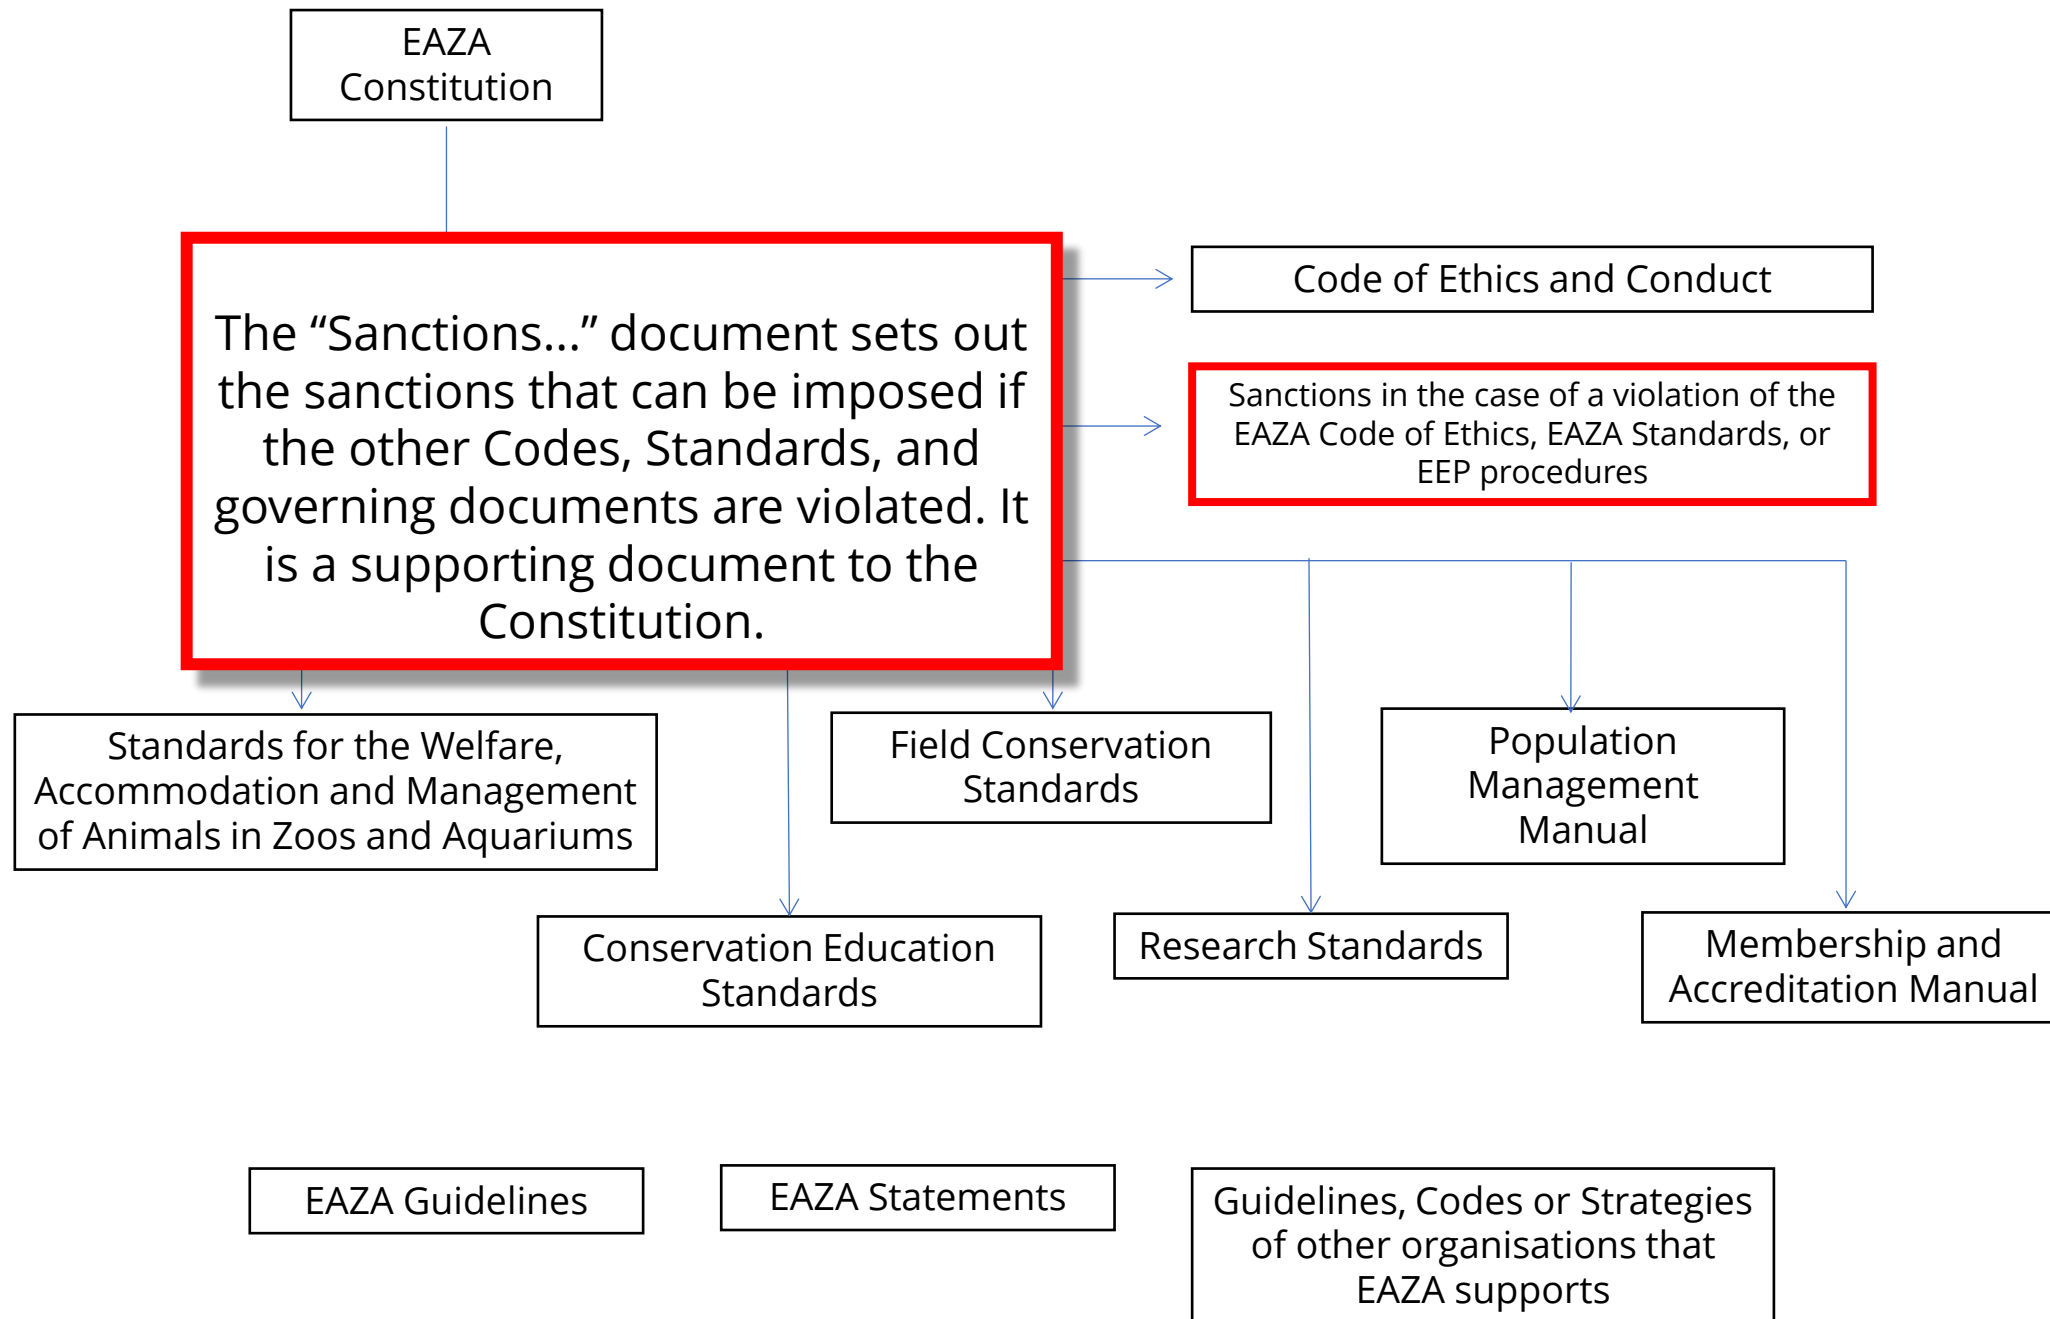 EAZA
Constitution
The “Sanctions...” document sets out
the sanctions that can be imposed if
the other Codes, Standards, and
governing documents are violated. It
is a supporting document to the
Constitution.
Code of Ethics and Conduct
Sanctions in the case of a violation of the
EAZA Code of Ethics, EAZA Standards, or
EEP procedures
Standards for the Welfare,
Accommodation and Management
of Animals in Zoos and Aquariums
Field Conservation
Standards
Population
Management
Manual
Conservation Education
Standards
Research Standards
Membership and
Accreditation Manual
EAZA Guidelines
EAZA Statements
Guidelines, Codes or Strategies
of other organisations that
EAZA supports